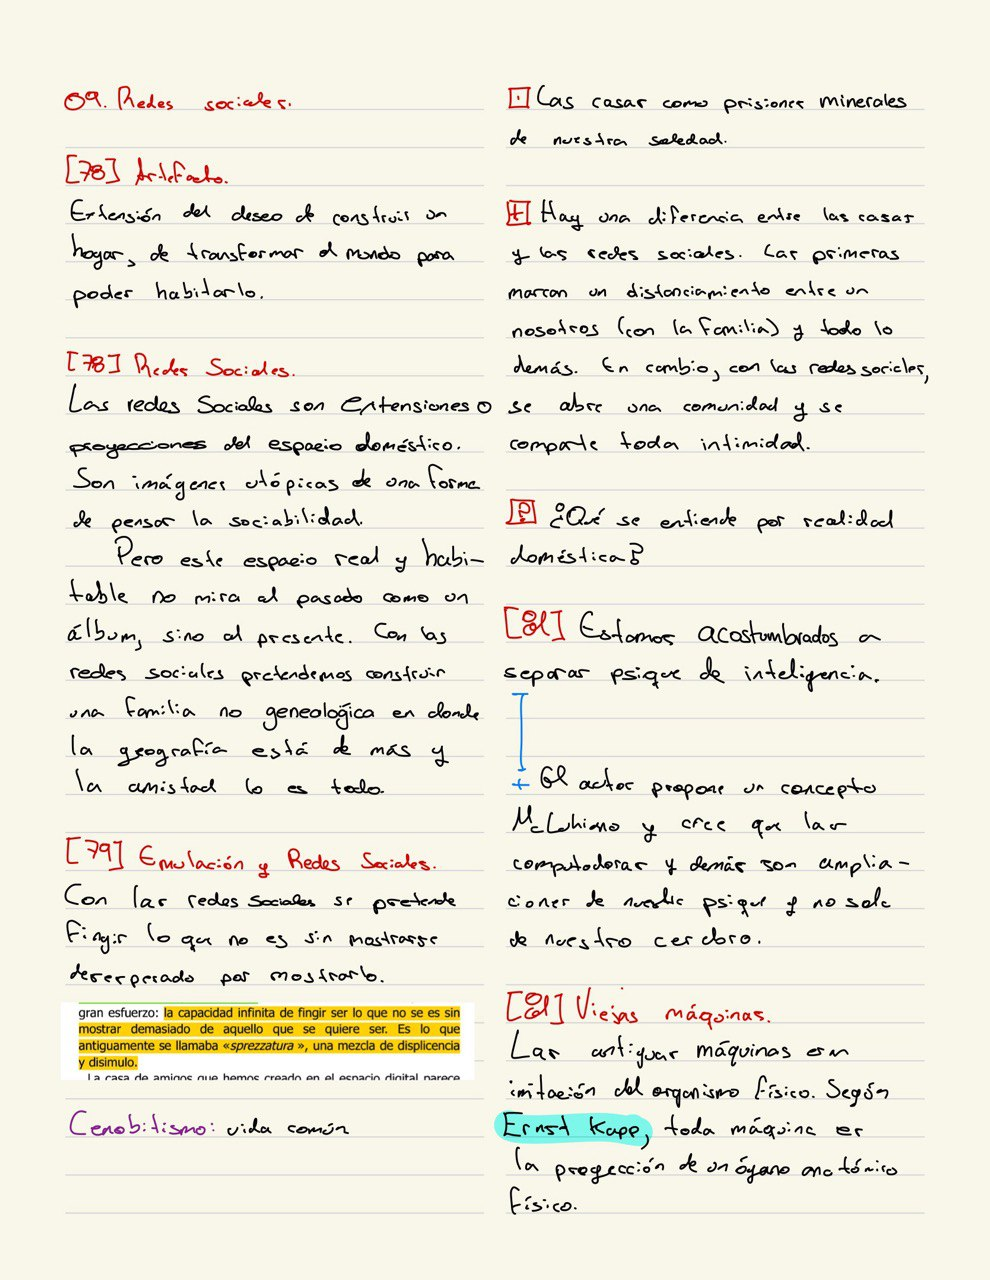 09. Redes sociales.
[78] Artefacto.
Extensión del deseo de construir un
hogar, de transformar el mundo para
poder habitarlo.
[78] Redes Sociales.
Las redes Sociales son extensiones o
proyecciones del espacio doméstico.
Son imágenes utópicas de una forma
de pensar la sociabilidad.
Pero este espacio real y habi-
table no mira al pasado como un
álbum, sino al presente. Con las
redes sociales pretendemos construir
una familia no geneológica en donde
la geografía está de más y
la amistad lo es todo.
[79] Emulación y Redes Sociales.
Con las redes sociales se pretende
fingir lo que no es sin mostrarse
desesperado por mostrarlo.
gran esfuerzo: la capacidad infinita de fingir ser lo que no se es sin
mostrar demasiado de aquello que se quiere ser. Es lo que
antiguamente se llamaba «sprezzatura », una mezcla de displicencia
y disimulo.
La casa de amigos que hemos creado en el espacio digital parece
Cenobitismo: vida común
Las casas como prisiones minerales
de nuestra soledad.
[+] Hay una diferencia entre las casas
y las redes sociales. Las primeras
marcan un distanciamiento entre un
nosotros (con la familia) y todo lo
demás. En cambio, con las redes sociales,
se abre una comunidad y se
comparte toda intimidad.
[P] ¿Qué se entiende por realidad
doméstica?
[81] Estamos acostumbrados a
separar psique de inteligencia.
+ El autor propone un concepto
McLuhiano y cree que las
computadoras y demás son amplia-
ciones de nuestra psique y no solo
de nuestro cerebro.
[81] Viejas máquinas.
Las antiguas máquinas eran
imitación del organismo físico. Según
Ernst Kapp, toda máquina es
la proyección de un órgano anatómico
físico.